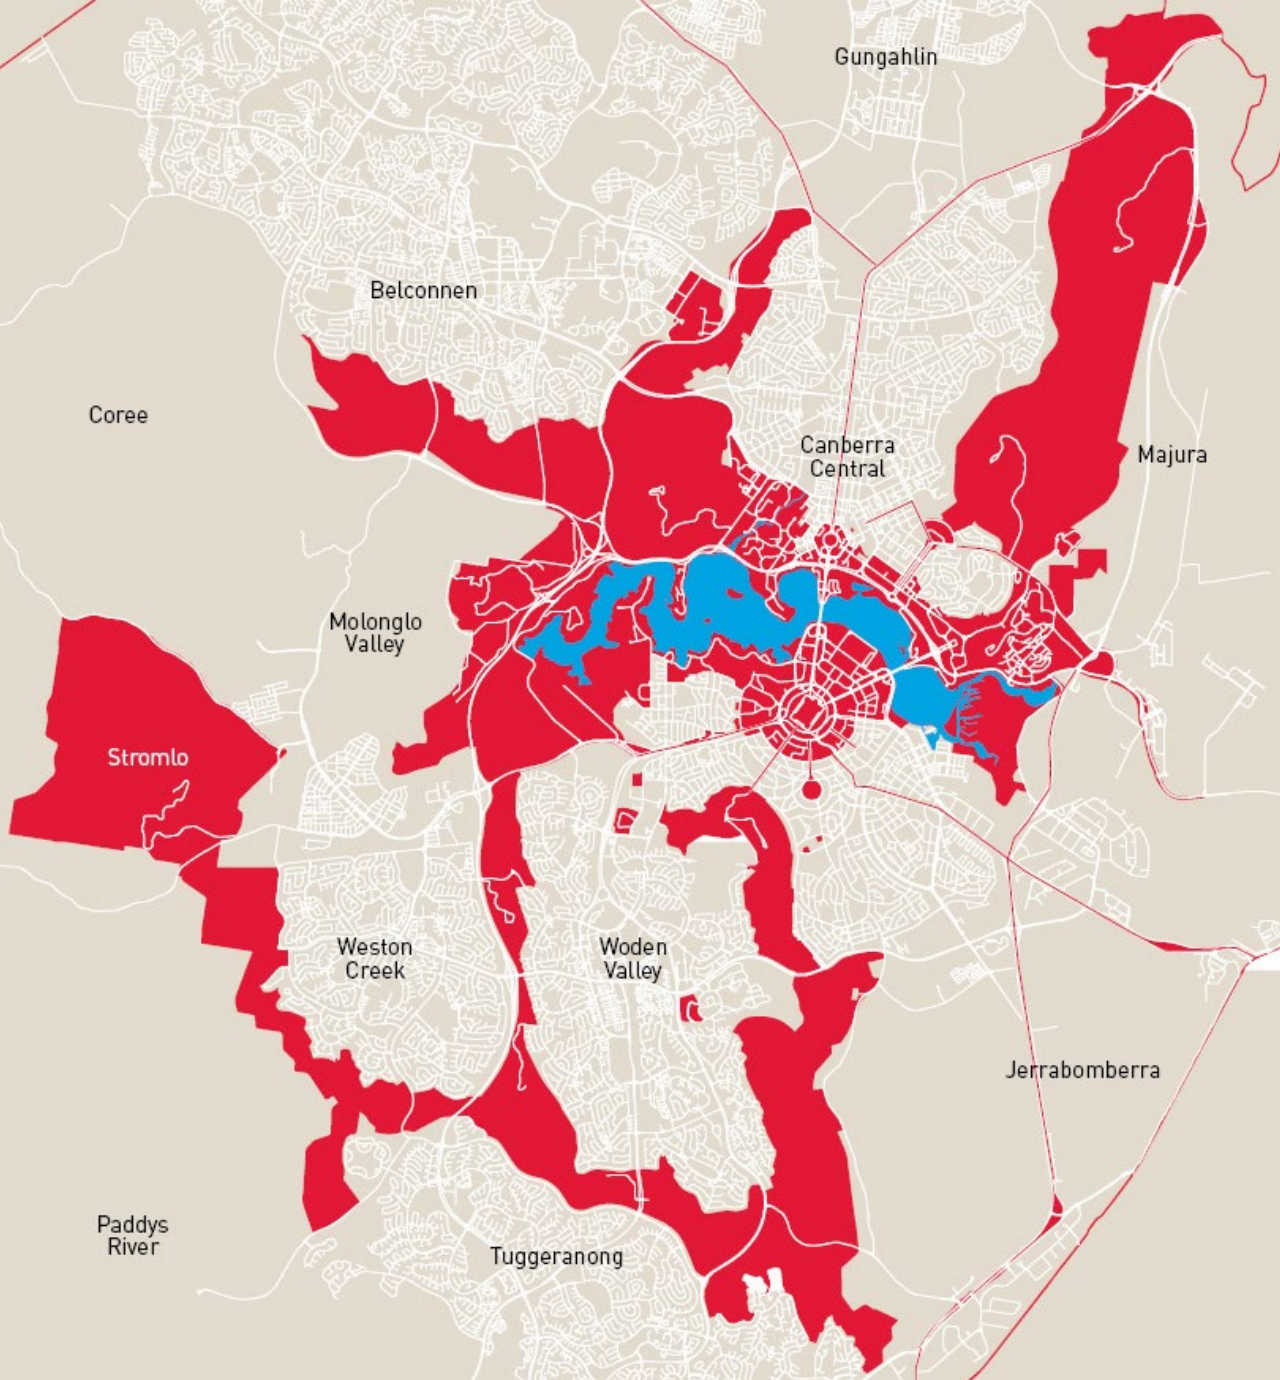 Gungahlin
Belconnen
Coree
Canberra
Central
Majura
Molonglo
Valley
Stromlo
Weston
Creek
Woden
Valley
Jerrabomberra
Paddys
River
Tuggeranong